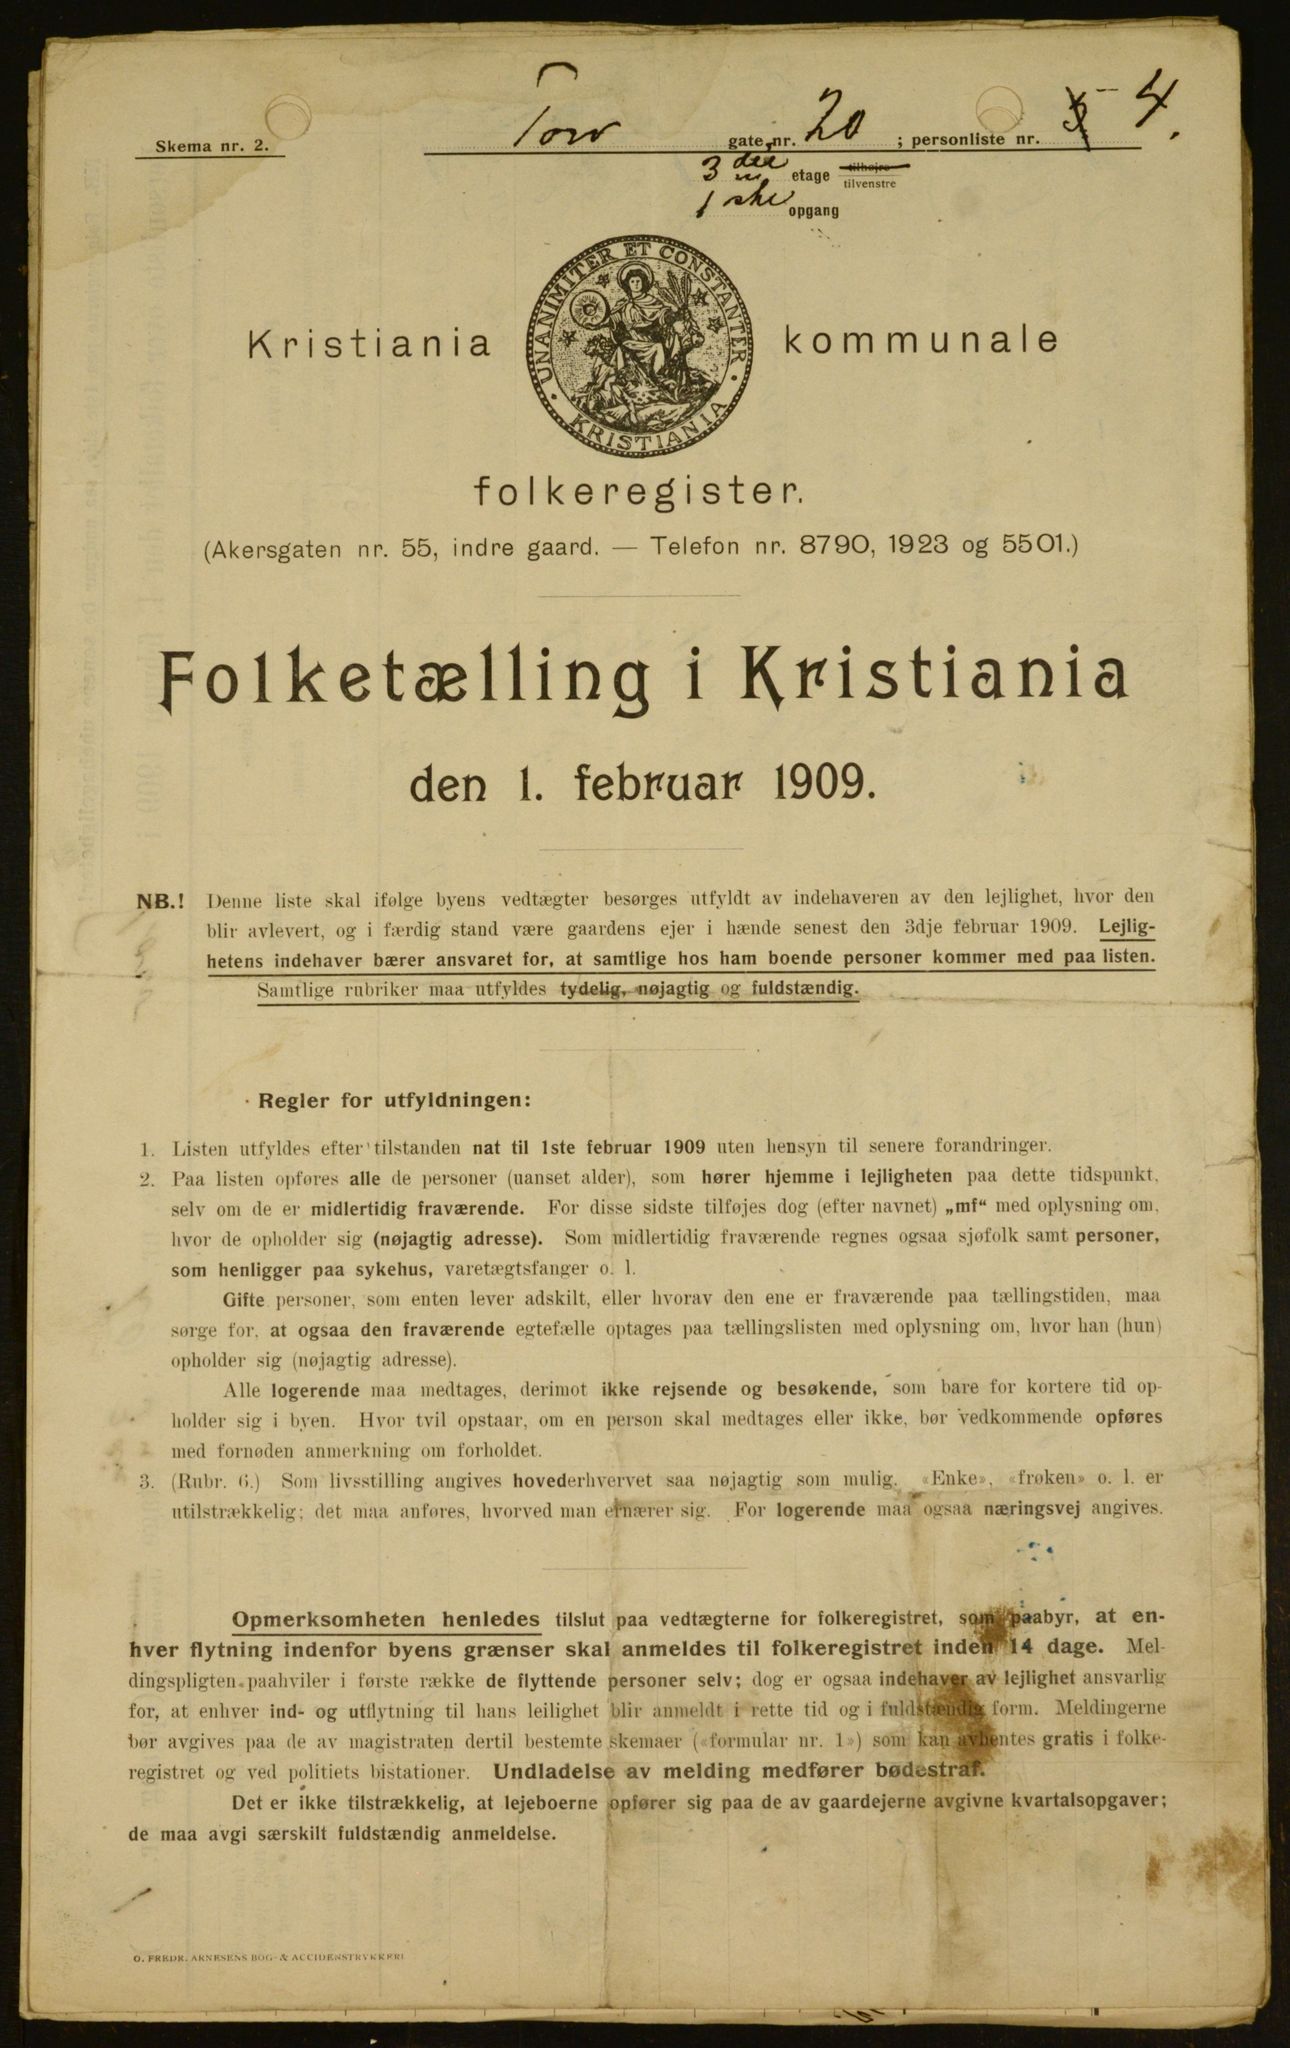 Skema nr. 2.
Torv gate nr. 20 ; personliste nr. 4.
3 die etage tilhøjre
tilvenstre
1 ste opgang
UNANIMITER ET CONSTANTER · KRISTIANIA ·
Kristiania kommunale
folkeregister.
(Akersgaten nr. 55, indre gaard. — Telefon nr. 8790, 1923 og 5501.)
Folketælling i Kristiania
den 1. februar 1909.
NB.! Denne liste skal ifølge byens vedtægter besørges utfyldt av indehaveren av den lejlighet, hvor den
blir avlevert, og i færdig stand være gaardens ejer i hænde senest den 3dje februar 1909. Lejlig-
hetens indehaver bærer ansvaret for, at samtlige hos ham boende personer kommer med paa listen.
Samtlige rubriker maa utfyldes tydelig, nøjagtig og fuldstændig.
Regler for utfyldningen:
1. Listen utfyldes efter tilstanden nat til 1ste februar 1909 uten hensyn til senere forandringer.
2. Paa listen opføres alle de personer (uanset alder), som hører hjemme i lejligheten paa dette tidspunkt,
selv om de er midlertidig fraværende. For disse sidste tilføjes dog (efter navnet) „mf“ med oplysning om,
hvor de opholder sig (nøjagtig adresse). Som midlertidig fraværende regnes ogsaa sjøfolk samt personer,
som henligger paa sykehus, varetægtsfanger o. l.
Gifte personer, som enten lever adskilt, eller hvorav den ene er fraværende paa tællingstiden, maa
sørge for, at ogsaa den fraværende egtefælle optages paa tællingslisten med oplysning om, hvor han (hun)
opholder sig (nøjagtig adresse).
Alle logerende maa medtages, derimot ikke rejsende og besøkende, som bare for kortere tid op-
holder sig i byen. Hvor tvil opstaar, om en person skal medtages eller ikke, bør vedkommende opføres
med fornøden anmerkning om forholdet.
3. (Rubr. 6.) Som livsstilling angives hovederhvervet saa nøjagtig som mulig. «Enke», «frøken» o. l. er
utilstrækkelig; det maa anføres, hvorved man ernærer sig. For logerende maa ogsaa næringsvej angives.
Opmerksomheten henledes tilslut paa vedtægterne for folkeregistret, som paabyr, at en-
hver flytning indenfor byens grænser skal anmeldes til folkeregistret inden 14 dage. Mel-
dingspligten paahviler i første række de flyttende personer selv; dog er ogsaa indehaver av lejlighet ansvarlig
for, at enhver ind- og utflytning til hans leilighet blir anmeldt i rette tid og i fuldstændig form. Meldingerne
bør avgives paa de av magistraten dertil bestemte skemaer («formular nr. 1») som kan avhentes gratis i folke-
registret og ved politiets bistationer. Undladelse av melding medfører bødestraf.
Det er ikke tilstrækkelig, at lejeboerne opfører sig paa de av gaardejerne avgivne kvartalsopgaver;
de maa avgi særskilt fuldstændig anmeldelse.
O. FREDR. ARNESENS BOG- & ACCIDENSTRYKKERI